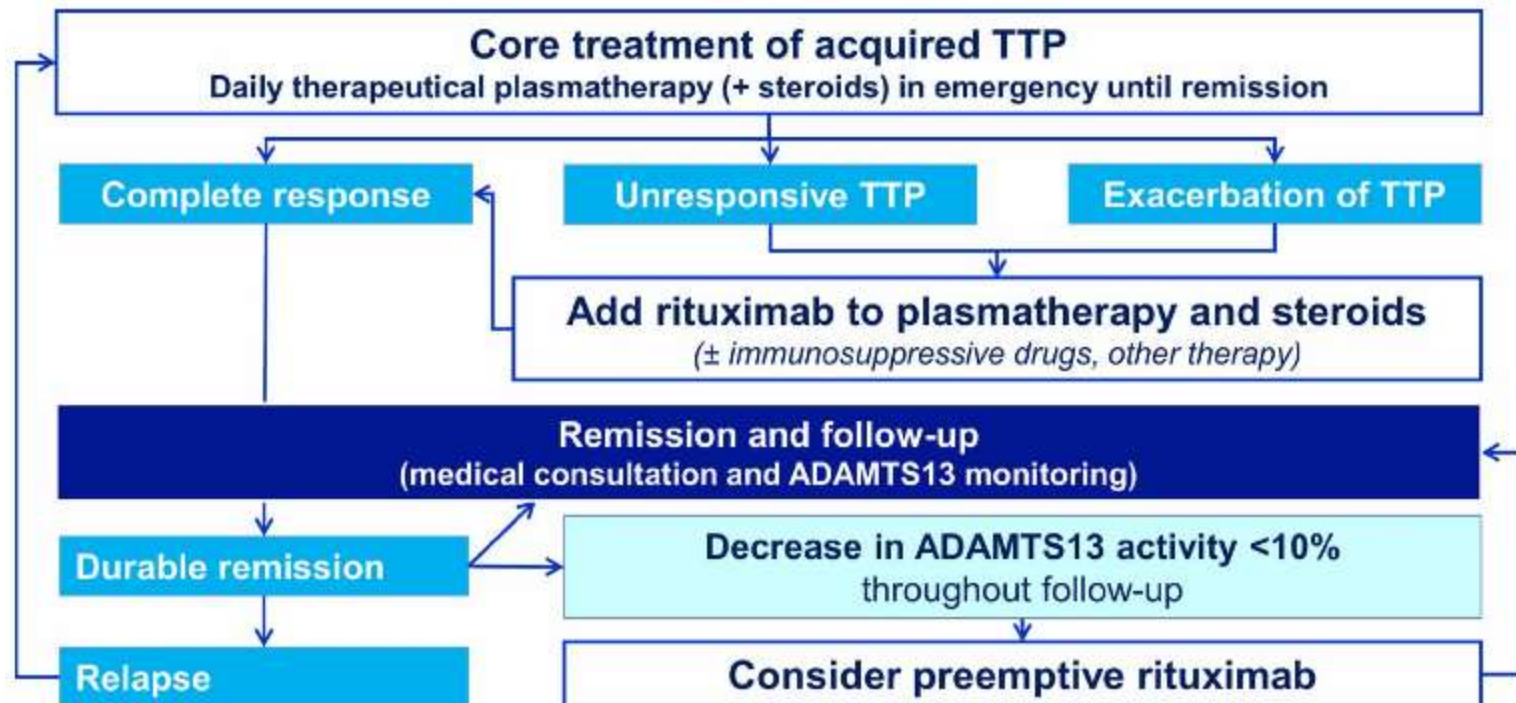 Core treatment of acquired TTP
Daily therapeutical plasmatherapy (+ steroids) in emergency until remission
Complete response
Unresponsive TTP
Exacerbation of TTP
Add rituximab to plasmatherapy and steroids
(± immunosuppressive drugs, other therapy)
Remission and follow-up
(medical consultation and ADAMTS13 monitoring)
Durable remission
Decrease in ADAMTS13 activity <10%
throughout follow-up
Relapse
Consider preemptive rituximab